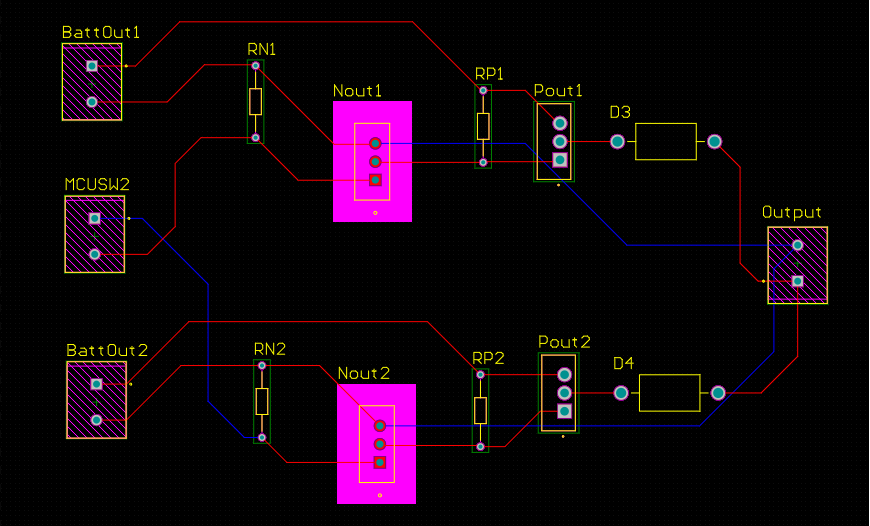 BattOut1
RN1
Nout1
RP1
Pout1
D3
MCUSW2
Output
BattOut2
RN2
Nout2
RP2
Pout2
D4